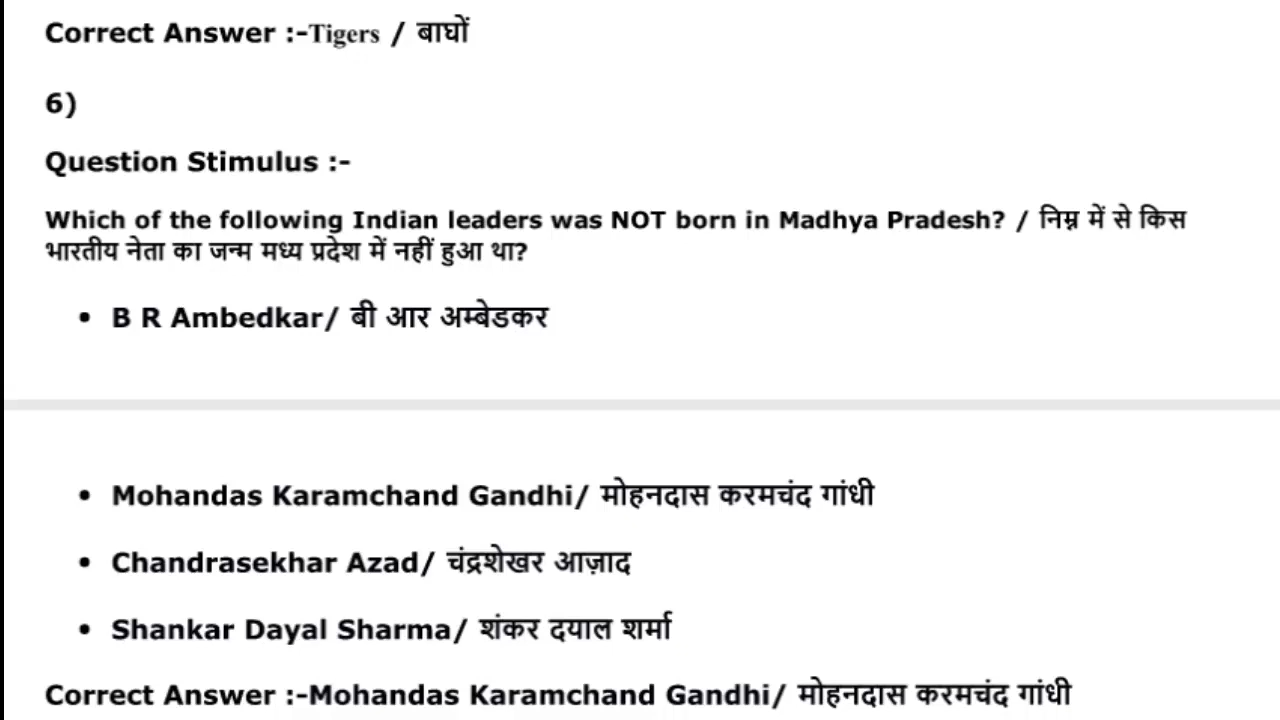 Correct Answer :-Tigers / बाघों
6)
Question Stimulus :-
Which of the following Indian leaders was NOT born in Madhya Pradesh? / निम्न में से किस
भारतीय नेता का जन्म मध्य प्रदेश में नहीं हुआ था?
• B R Ambedkar/ बी आर अम्बेडकर
• Mohandas Karamchand Gandhi/ मोहनदास करमचंद गांधी
• Chandrasekhar Azad/ चंद्रशेखर आज़ाद
• Shankar Dayal Sharma/ शंकर दयाल शर्मा
Correct Answer :-Mohandas Karamchand Gandhi/ मोहनदास करमचंद गांधी